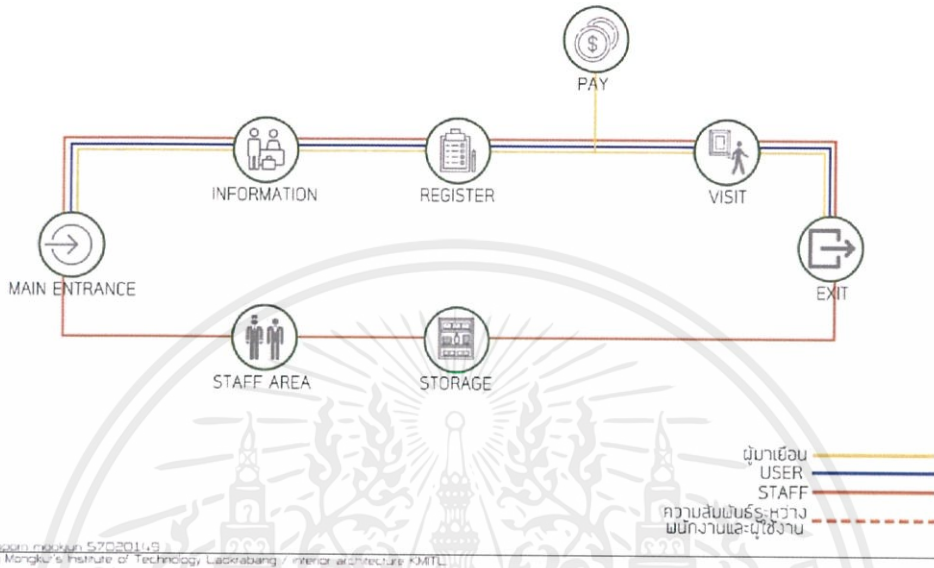 PAY
INFORMATION
REGISTER
VISIT
MAIN ENTRANCE
EXIT
STAFF AREA
STORAGE
ผู้มาเยือน
USER
STAFF
ความสัมพันธ์ระหว่าง
พนักงานและผู้ใช้งาน
57020149
Mongkut's Institute of Technology Ladkrabang / interior architecture KMITL